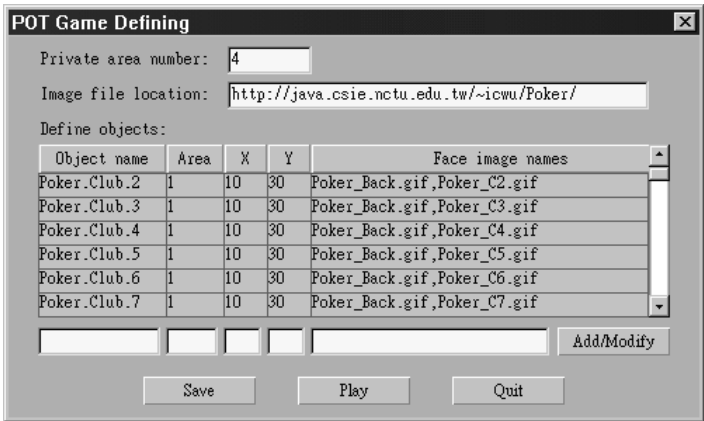 POT Game Defining
Private area number: 4
Image file location: http://java.csie.nctu.edu.tw/~icwu/Poker/
Define objects:
Object name Area X Y Face image names
Poker.Club.2 1 10 30 Poker_Back.gif,Poker_C2.gif
Poker.Club.3 1 10 30 Poker_Back.gif,Poker_C3.gif
Poker.Club.4 1 10 30 Poker_Back.gif,Poker_C4.gif
Poker.Club.5 1 10 30 Poker_Back.gif,Poker_C5.gif
Poker.Club.6 1 10 30 Poker_Back.gif,Poker_C6.gif
Poker.Club.7 1 10 30 Poker_Back.gif,Poker_C7.gif
Add/Modify
Save Play Quit